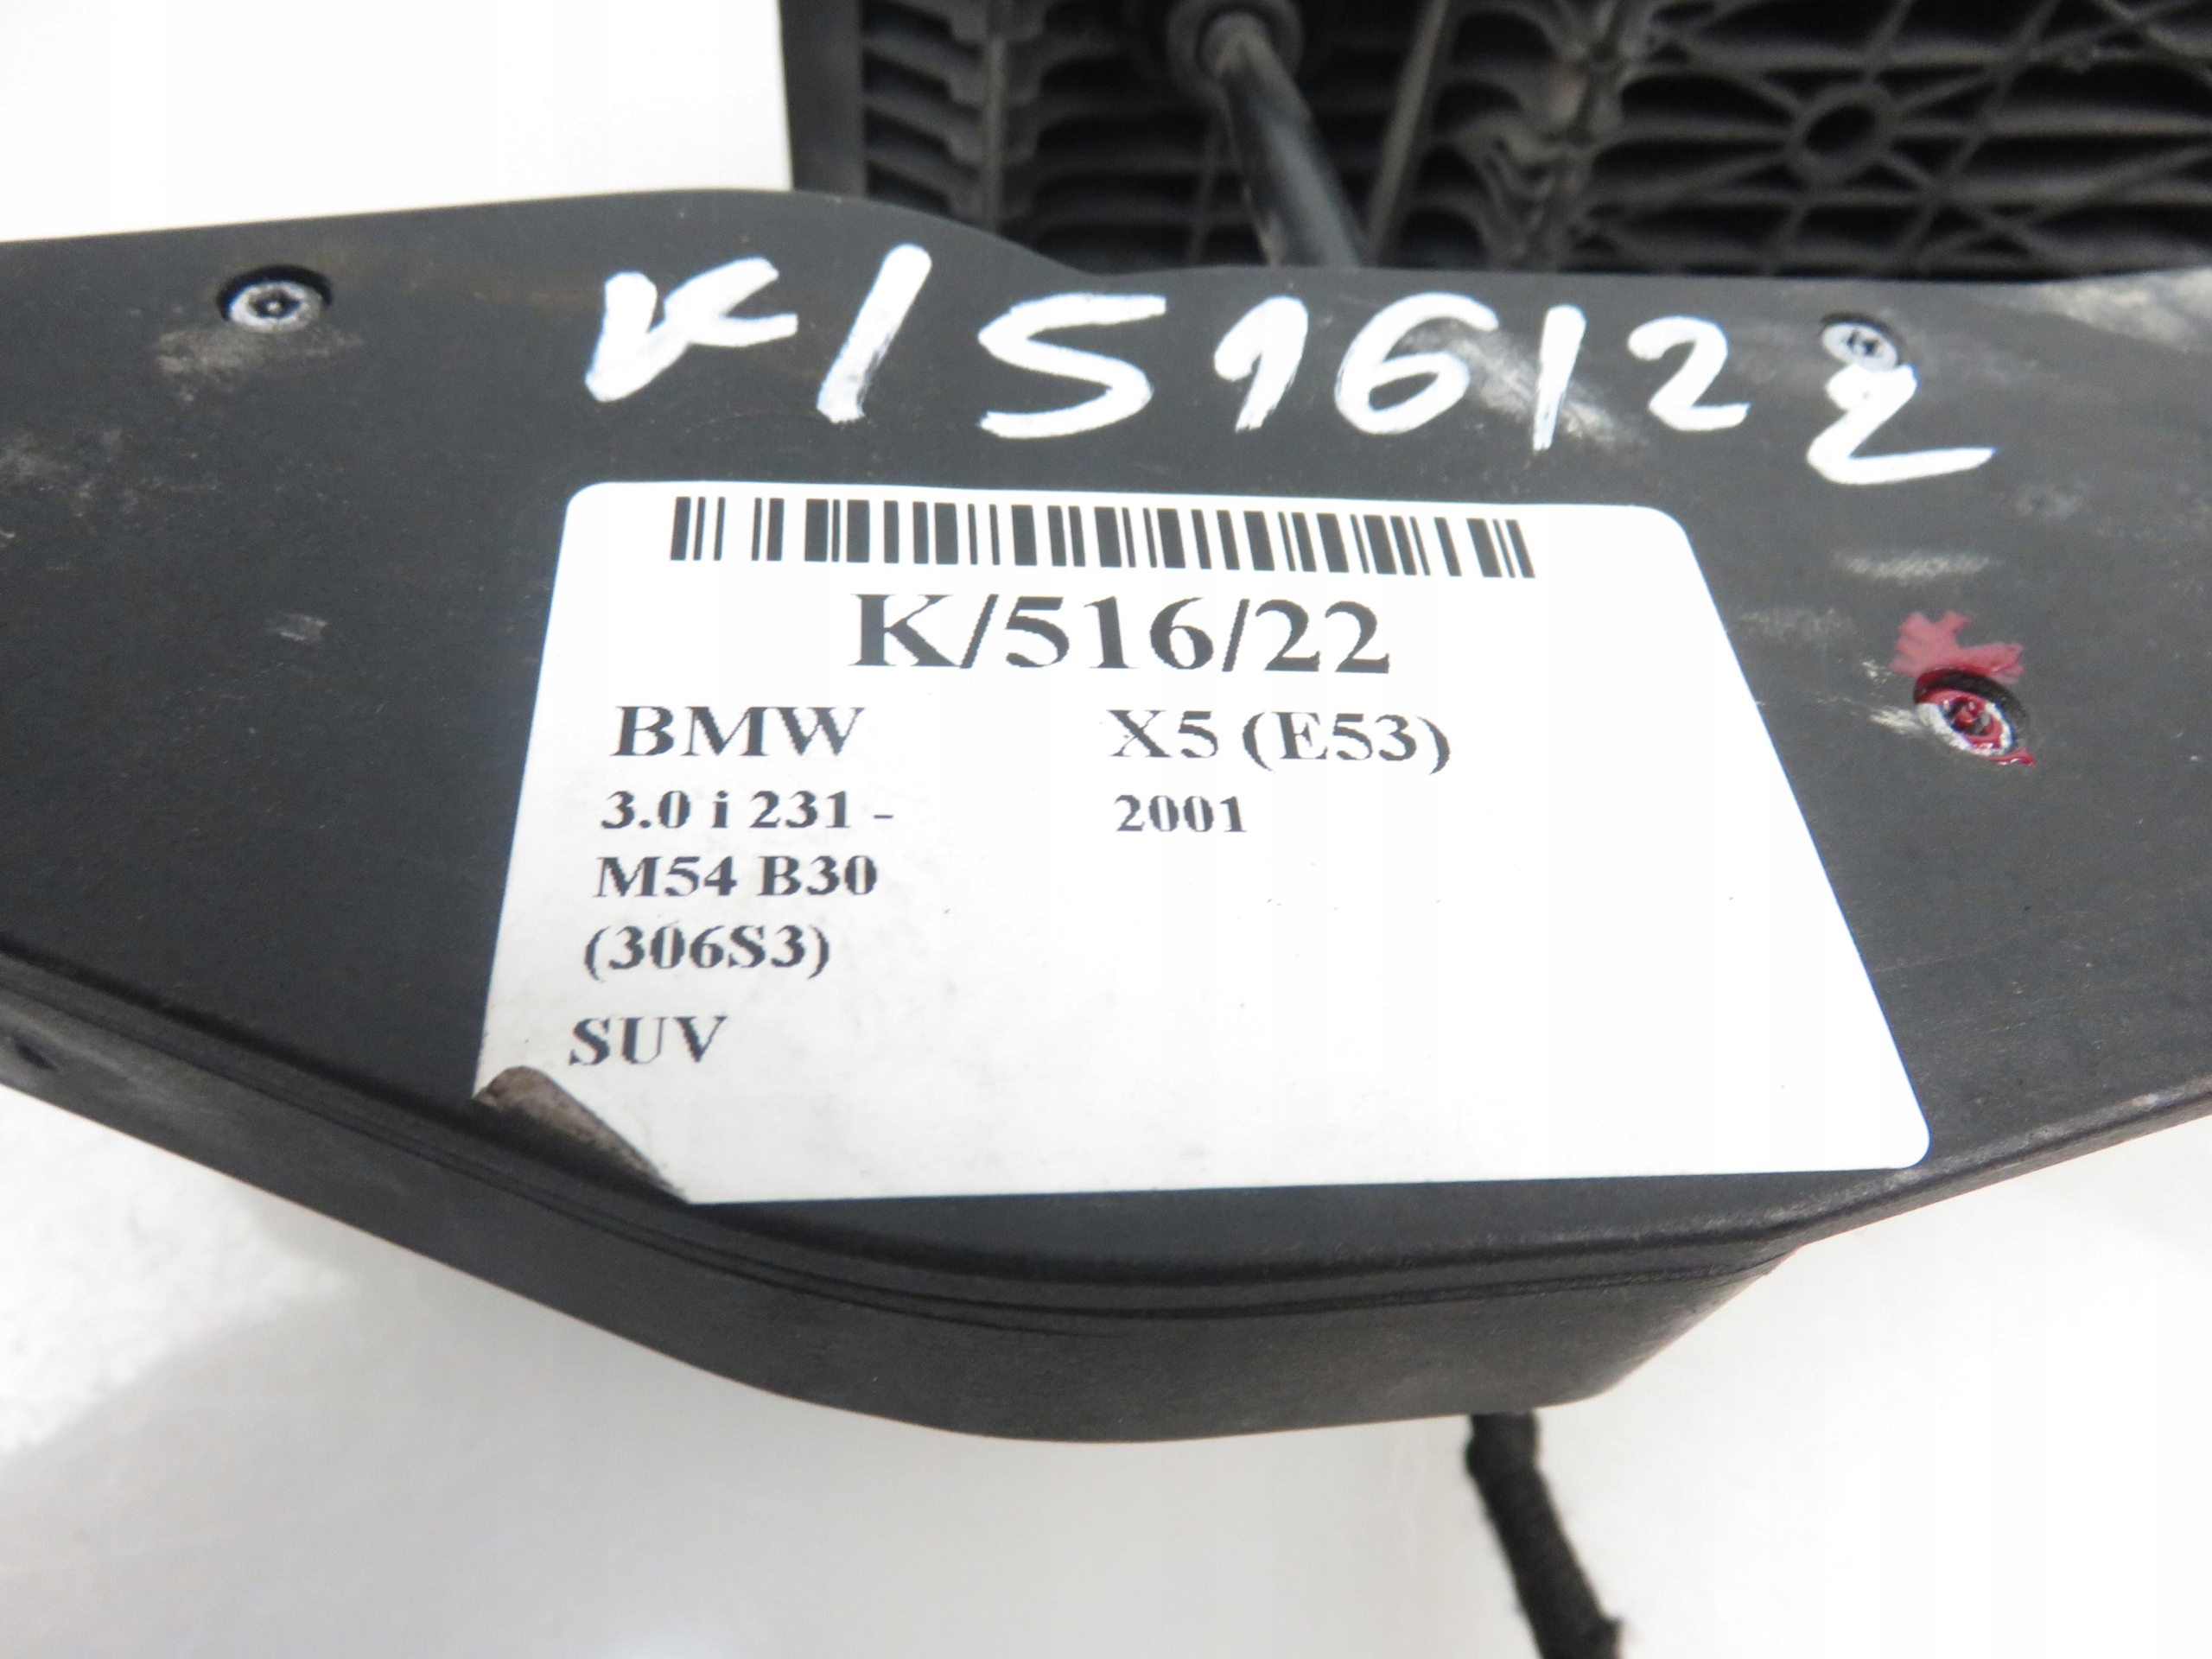 K/516/22
K/516/22
BMW X5 (E53)
3.0 i 231 - 2001
M54 B30
(306S3)
SUV